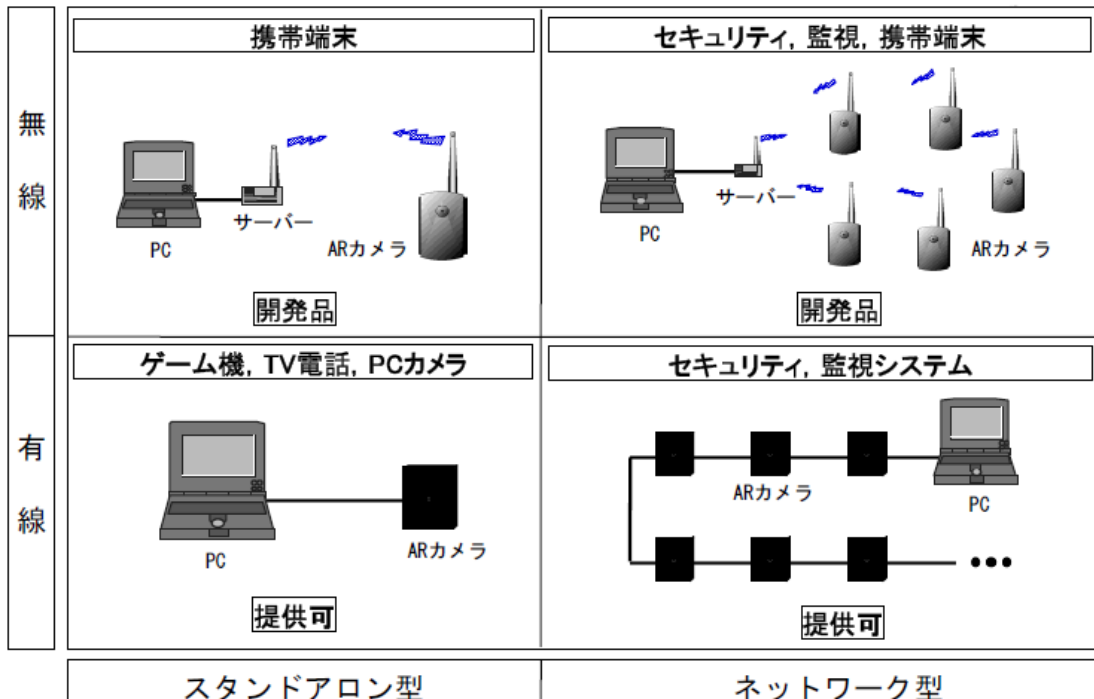 無線
携帯端末
サーバー
PC
ARカメラ
開発品
セキュリティ, 監視, 携帯端末
サーバー
PC
ARカメラ
開発品
有線
ゲーム機, TV電話, PCカメラ
PC
ARカメラ
提供可
セキュリティ, 監視システム
ARカメラ
PC
提供可
スタンドアロン型
ネットワーク型